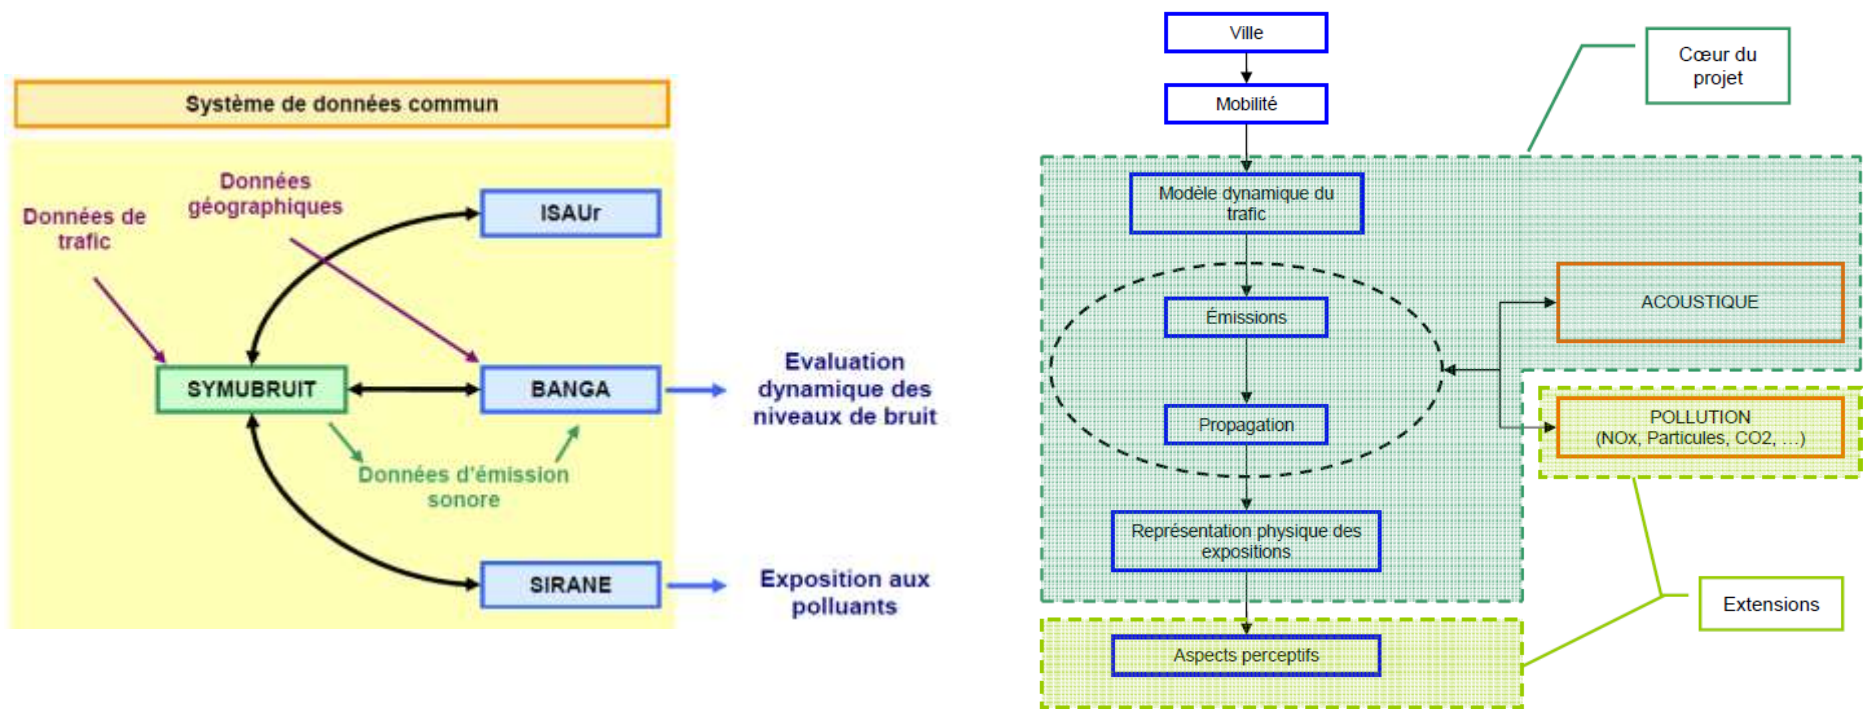 Système de données commun
Données
géographiques
Données de
trafic
ISAUr
SYMUBRUIT
BANGA
Evaluation
dynamique des
niveaux de bruit
Données d'émission
sonore
SIRANE
Exposition aux
polluants
Ville
Mobilité
Cœur du
projet
Modèle dynamique du
trafic
Émissions
ACOUSTIQUE
Propagation
POLLUTION
(NOx, Particules, CO2, ...)
Représentation physique des
expositions
Extensions
Aspects perceptifs